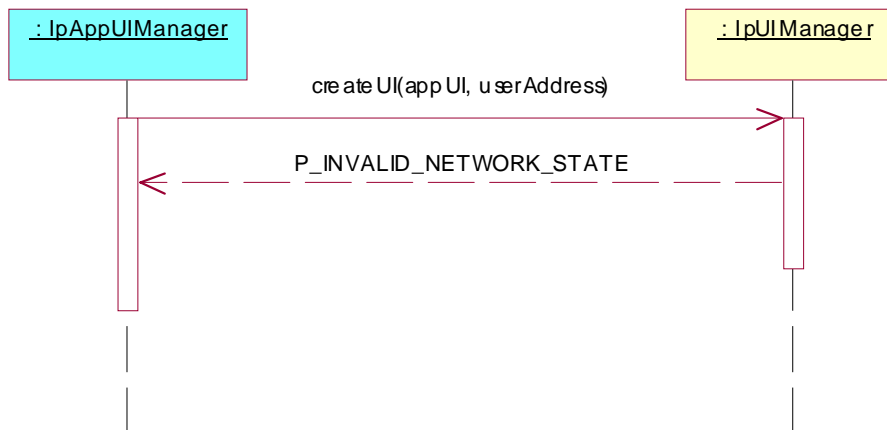 : IpAppUIManager
: IpUIManager
createUI(appUI, userAddress)
P_INVALID_NETWORK_STATE